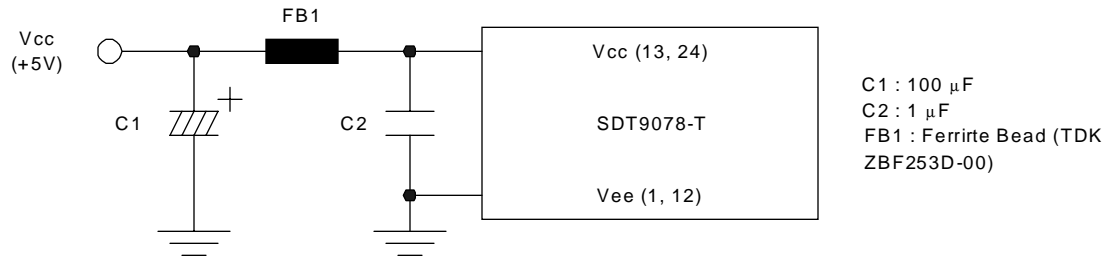 FB1
Vcc
(+5V)
Vcc (13, 24)
C1
+
C2
SDT9078-T
Vee (1, 12)
C1 : 100 μF
C2 : 1 μF
FB1 : Ferrirte Bead (TDK
ZBF253D-00)